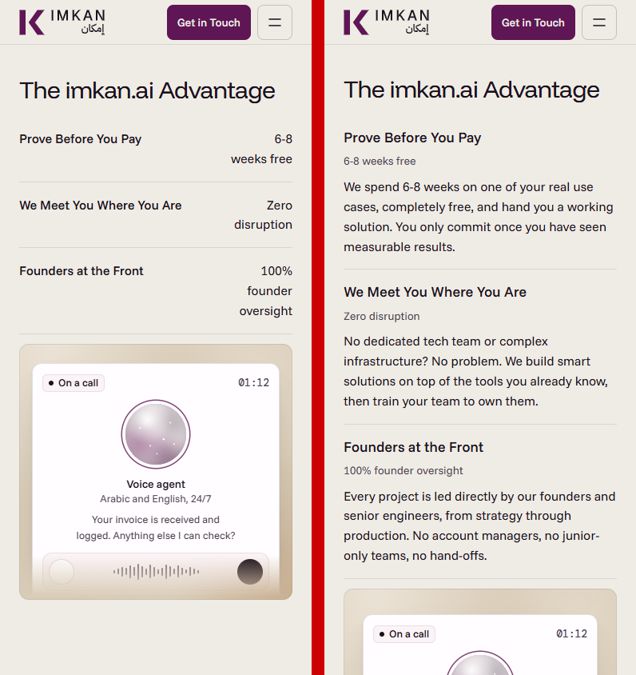 IMKAN
إمكان
Get in Touch
The imkan.ai Advantage
Prove Before You Pay
6-8
weeks free
We Meet You Where You Are
Zero
disruption
Founders at the Front
100%
founder
oversight
On a call
01:12
Voice agent
Arabic and English, 24/7
Your invoice is received and
logged. Anything else I can check?
IMKAN
إمكان
Get in Touch
The imkan.ai Advantage
Prove Before You Pay
6-8 weeks free
We spend 6-8 weeks on one of your real use
cases, completely free, and hand you a working
solution. You only commit once you have seen
measurable results.
We Meet You Where You Are
Zero disruption
No dedicated tech team or complex
infrastructure? No problem. We build smart
solutions on top of the tools you already know,
then train your team to own them.
Founders at the Front
100% founder oversight
Every project is led directly by our founders and
senior engineers, from strategy through
production. No account managers, no junior-
only teams, no hand-offs.
On a call
01:12